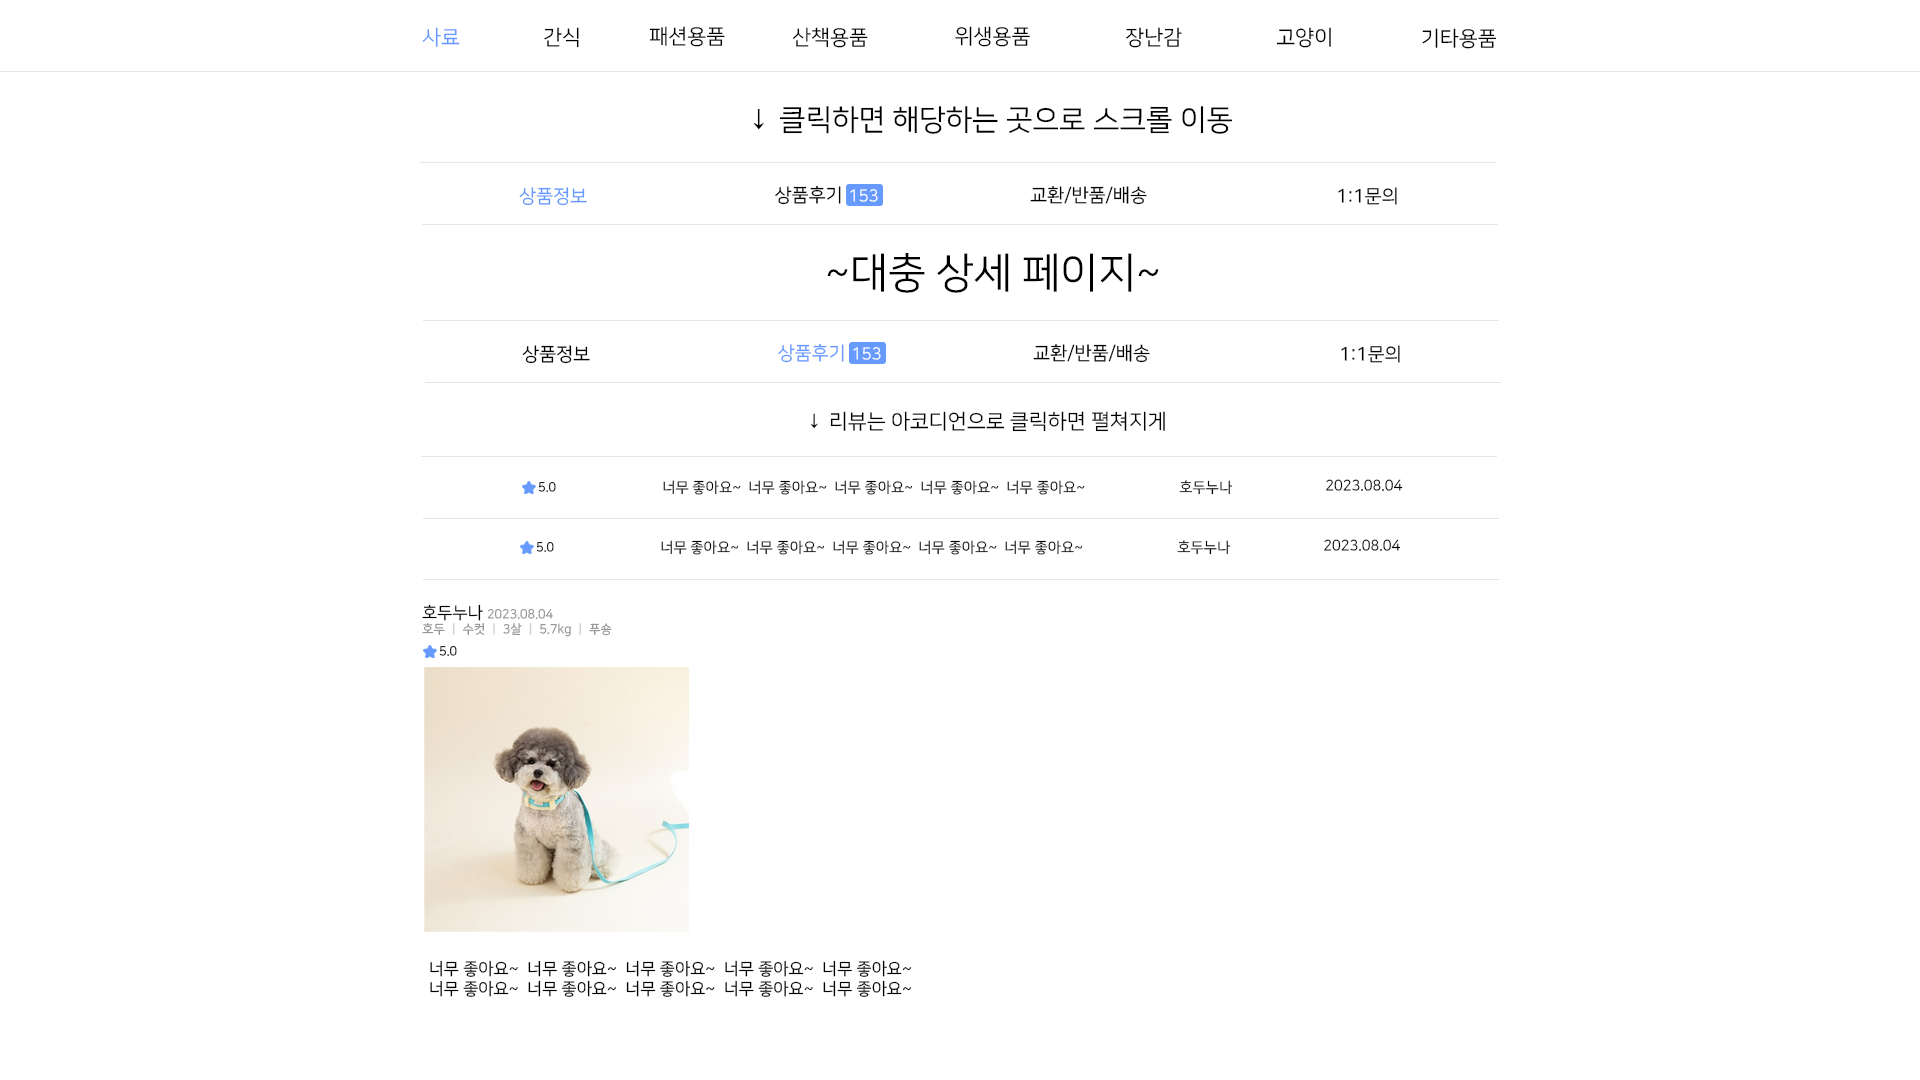 사료 간식 패션용품 산책용품 위생용품 장난감 고양이 기타용품
↓ 클릭하면 해당하는 곳으로 스크롤 이동
상품정보 상품후기 153 교환/반품/배송 1:1문의
~대충 상세 페이지~
상품정보 상품후기 153 교환/반품/배송 1:1문의
↓ 리뷰는 아코디언으로 클릭하면 펼쳐지게
5.0 너무 좋아요~ 너무 좋아요~ 너무 좋아요~ 너무 좋아요~ 너무 좋아요~ 호두누나 2023.08.04
5.0 너무 좋아요~ 너무 좋아요~ 너무 좋아요~ 너무 좋아요~ 너무 좋아요~ 호두누나 2023.08.04
호두누나 2023.08.04
호두 | 수컷 | 3살 | 5.7kg | 푸숑
5.0
너무 좋아요~ 너무 좋아요~ 너무 좋아요~ 너무 좋아요~ 너무 좋아요~
너무 좋아요~ 너무 좋아요~ 너무 좋아요~ 너무 좋아요~ 너무 좋아요~